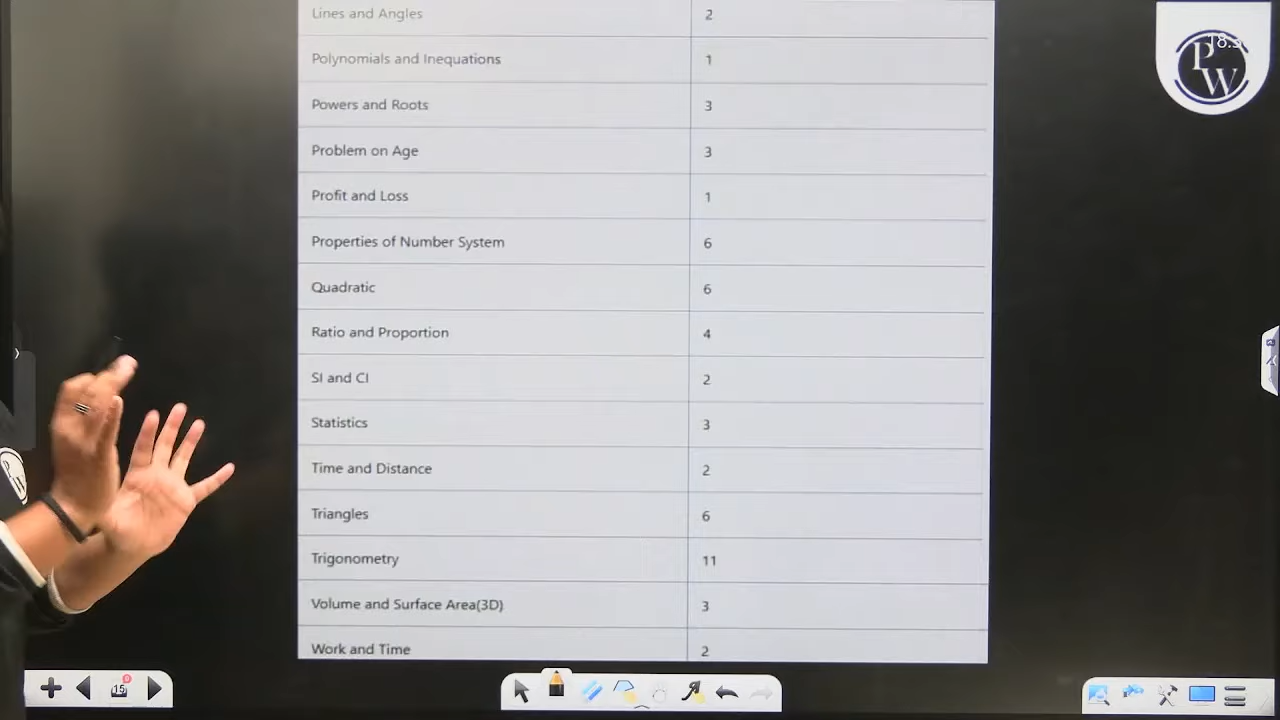 Lines and Angles 2
Polynomials and Inequations 1
Powers and Roots 3
Problem on Age 3
Profit and Loss 1
Properties of Number System 6
Quadratic 6
Ratio and Proportion 4
SI and CI 2
Statistics 3
Time and Distance 2
Triangles 6
Trigonometry 11
Volume and Surface Area(3D) 3
Work and Time 2
PW
15